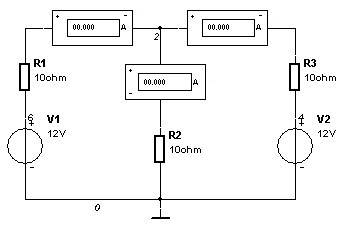 + 00.000 A -
+ 00.000 A -
2
R1
10ohm
+ 00.000 A -
R3
10ohm
6
+
V1
12V
-
R2
10ohm
4
+
V2
12V
-
0